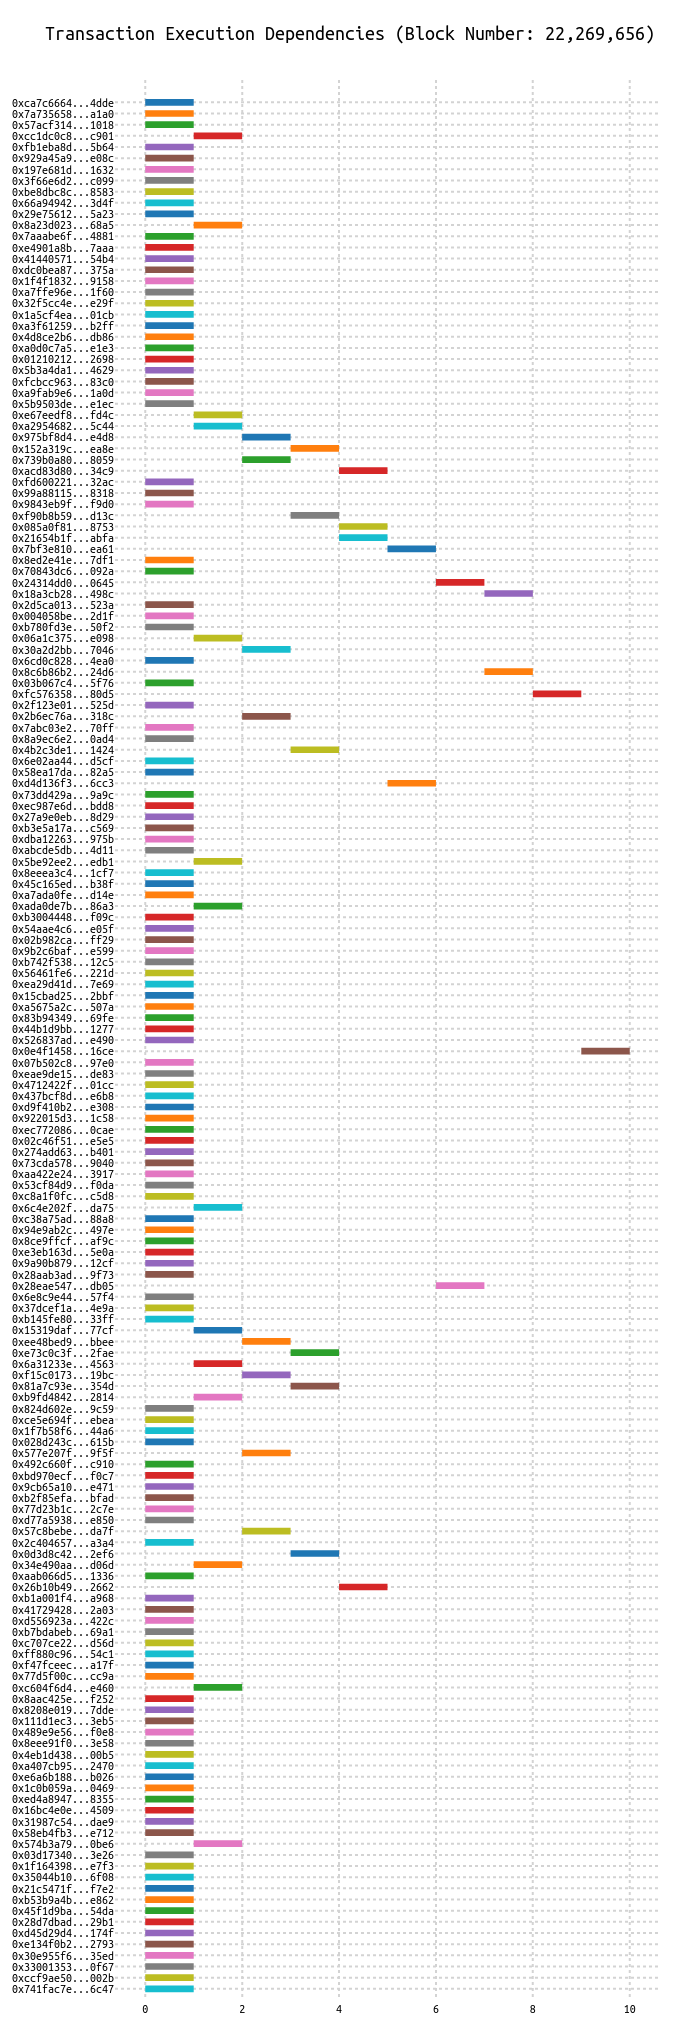 Transaction Execution Dependencies (Block Number: 22,269,656)
0xca7c6664...4dde
0x7a735658...a1a0
0x57acf314...1018
0xcc1dc0c8...c901
0xfb1eba8d...5b64
0x929a45a9...e08c
0x197e681d...1632
0x3f66e6d2...c099
0xbe8dbc8c...8583
0x66a94942...3d4f
0x29e75612...5a23
0x8a23d023...68a5
0x7aaabe6f...4881
0xe4901a8b...7aaa
0x41440571...54b4
0xdc0bea87...375a
0x1f4f1832...9158
0xa7ffe96e...1f60
0x32f5cc4e...e29f
0x1a5cf4ea...01cb
0xa3f61259...b2ff
0x4d8ce2b6...db86
0xa0d0c7a5...e1e3
0x01210212...2698
0x5b3a4da1...4629
0xfcbcc963...83c0
0xa9fab9e6...1a0d
0x5b9503de...e1ec
0xe67eedf8...fd4c
0xa2954682...5c44
0x975bf8d4...e4d8
0x152a319c...ea8e
0x739b0a80...8059
0xacd83d80...34c9
0xfd600221...32ac
0x99a88115...8318
0x9843eb9f...f9d0
0xf90b8b59...d13c
0x085a0f81...8753
0x21654b1f...abfa
0x7bf3e810...ea61
0x8ed2e41e...7df1
0x70843dc6...092a
0x24314dd0...0645
0x18a3cb28...498c
0x2d5ca013...523a
0x004058be...2d1f
0xb780fd3e...50f2
0x06a1c375...e098
0x30a2d2bb...7046
0x6cd0c828...4ea0
0x8c6b86b2...24d6
0x03b067c4...5f76
0xfc576358...80d5
0x2f123e01...525d
0x2b6ec76a...318c
0x7abc03e2...70ff
0x8a9ec6e2...0ad4
0x4b2c3de1...1424
0x6e02aa44...d5cf
0x58ea17da...82a5
0xd4d136f3...6cc3
0x73dd429a...9a9c
0xec987e6d...bdd8
0x27a9e0eb...8d29
0xb3e5a17a...c569
0xdba12263...975b
0xabcde5db...4d11
0x5be92ee2...edb1
0x8eeea3c4...1cf7
0x45c165ed...b38f
0xa7ada0fe...d14e
0xada0de7b...86a3
0xb3004448...f09c
0x54aae4c6...e05f
0x02b982ca...ff29
0x9b2c6baf...e599
0xb742f538...12c5
0x56461fe6...221d
0xea29d41d...7e69
0x15cbad25...2bbf
0xa5675a2c...507a
0x83b94349...69fe
0x44b1d9bb...1277
0x526837ad...e490
0x0e4f1458...16ce
0x07b502c8...97e0
0xeae9de15...de83
0x4712422f...01cc
0x437bcf8d...e6b8
0xd9f410b2...e308
0x922015d3...1c58
0xec772086...0cae
0x02c46f51...e5e5
0x274add63...b401
0x73cda578...9040
0xaa422e24...3917
0x53cf84d9...f0da
0xc8a1f0fc...c5d8
0x6c4e202f...da75
0xc38a75ad...88a8
0x94e9ab2c...497e
0x8ce9ffcf...af9c
0xe3eb163d...5e0a
0x9a90b879...12cf
0x28aab3ad...9f73
0x28eae547...db05
0x6e8c9e44...57f4
0x37dcef1a...4e9a
0xb145fe80...33ff
0x15319daf...77cf
0xee48bed9...bbee
0xe73c0c3f...2fae
0x6a31233e...4563
0xf15c0173...19bc
0x81a7c93e...354d
0xb9fd4842...2814
0x824d602e...9c59
0xce5e694f...ebea
0x1f7b58f6...44a6
0x028d243c...615b
0x577e207f...9f5f
0x492c660f...c910
0xbd970ecf...f0c7
0x9cb65a10...e471
0xb2f85efa...bfad
0x77d23b1c...2c7e
0xd77a5938...e850
0x57c8bebe...da7f
0x2c404657...a3a4
0x0d3d8c42...2ef6
0x34e490aa...d06d
0xaab066d5...1336
0x26b10b49...2662
0xb1a001f4...a968
0x41729428...2a03
0xd556923a...422c
0xb7bdabeb...69a1
0xc707ce22...d56d
0xff880c96...54c1
0xf47fceec...a17f
0x77d5f00c...cc9a
0xc604f6d4...e460
0x8aac425e...f252
0x8208e019...7dde
0x111d1ec3...3eb5
0x489e9e56...f0e8
0x8eee91f0...3e58
0x4eb1d438...00b5
0xa407cb95...2470
0xe6a6b188...b026
0x1c0b059a...0469
0xed4a8947...8355
0x16bc4e0e...4509
0x31987c54...dae9
0x58eb4fb3...e712
0x574b3a79...0be6
0x03d17340...3e26
0x1f164398...e7f3
0x35044b10...6f08
0x21c5471f...f7e2
0xb53b9a4b...e862
0x45f1d9ba...54da
0x28d7dbad...29b1
0xd45d29d4...174f
0xe134f0b2...2793
0x30e955f6...35ed
0x33001353...0f67
0xccf9ae50...002b
0x741fac7e...6c47
0 2 4 6 8 10